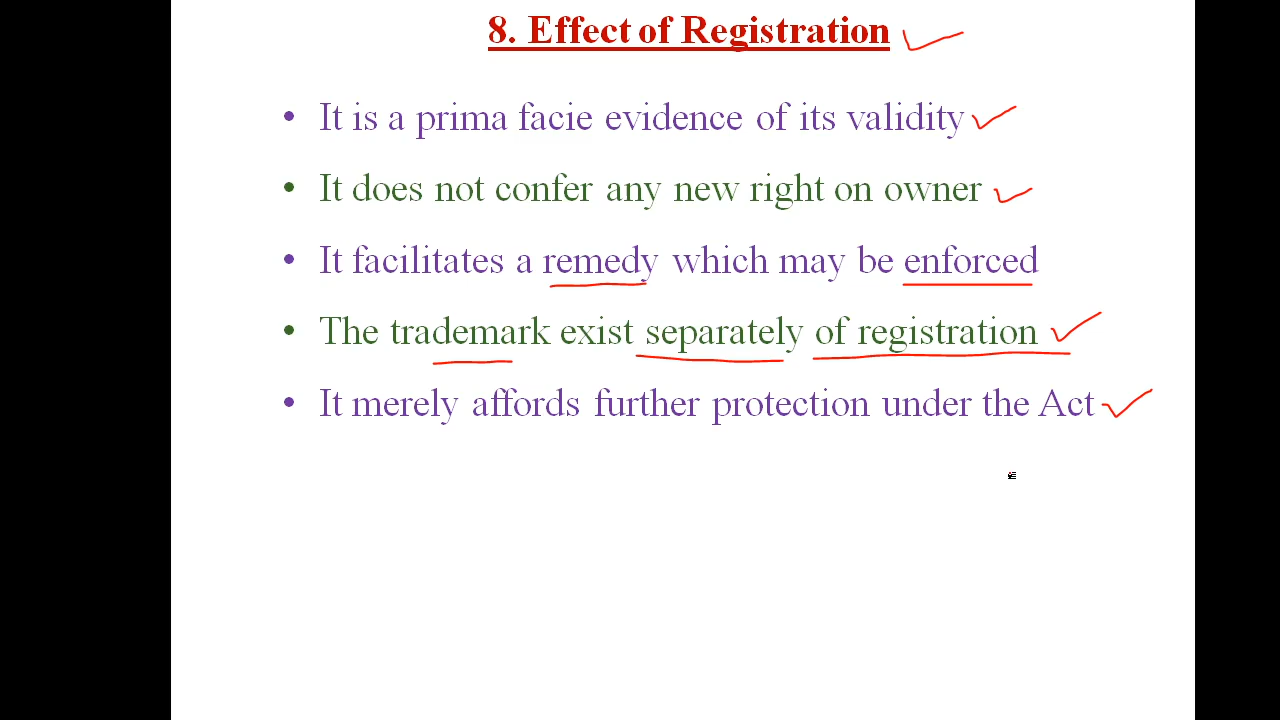 8. Effect of Registration
• It is a prima facie evidence of its validity
• It does not confer any new right on owner
• It facilitates a remedy which may be enforced
• The trademark exist separately of registration
• It merely affords further protection under the Act